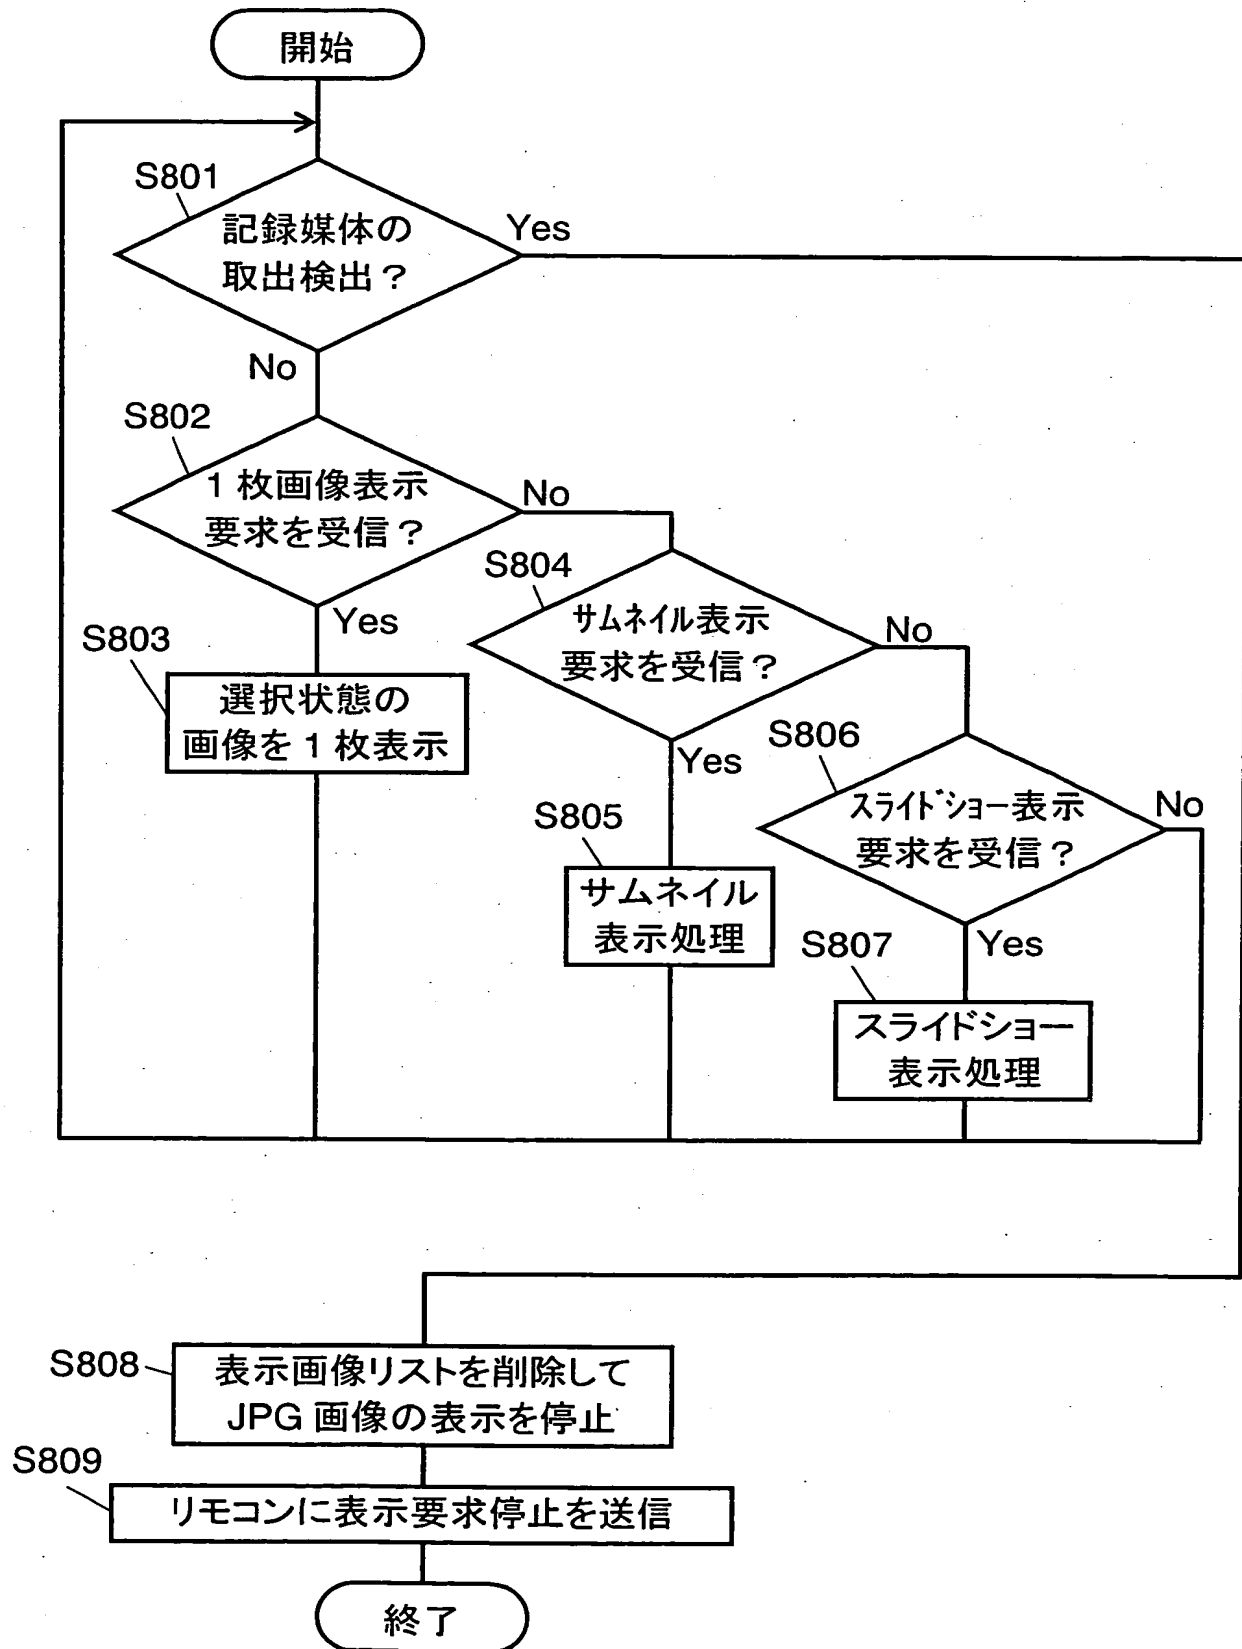 開始
S801
記録媒体の
取出検出？
Yes
No
S802
1枚画像表示
要求を受信？
No
Yes
S803
選択状態の
画像を1枚表示
S804
サムネイル表示
要求を受信？
No
Yes
S805
サムネイル
表示処理
S806
スライドショー表示
要求を受信？
No
Yes
S807
スライドショー
表示処理
S808
表示画像リストを削除して
JPG 画像の表示を停止
S809
リモコンに表示要求停止を送信
終了